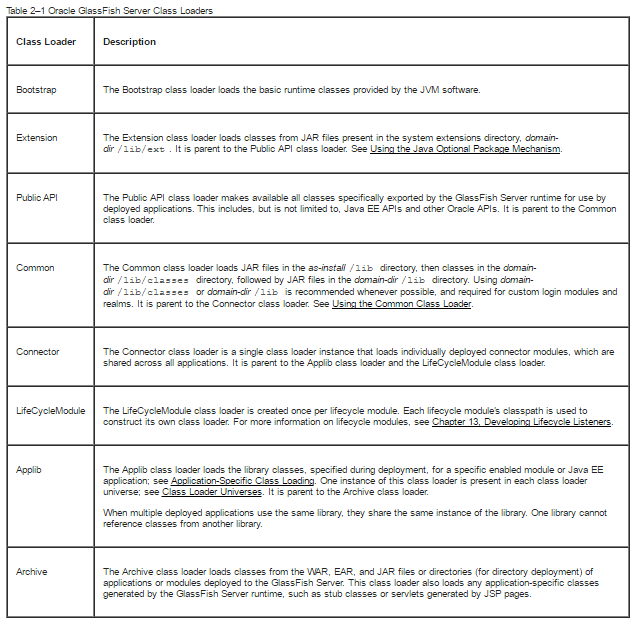 Table 2–1 Oracle GlassFish Server Class Loaders
Class Loader
Description
Bootstrap
The Bootstrap class loader loads the basic runtime classes provided by the JVM software.
Extension
The Extension class loader loads classes from JAR files present in the system extensions directory, domain-
dir /lib/ext . It is parent to the Public API class loader. See Using the Java Optional Package Mechanism.
Public API
The Public API class loader makes available all classes specifically exported by the GlassFish Server runtime for use by
deployed applications. This includes, but is not limited to, Java EE APIs and other Oracle APIs. It is parent to the Common
class loader.
Common
The Common class loader loads JAR files in the as-install /lib directory, then classes in the domain-
dir /lib/classes directory, followed by JAR files in the domain-dir /lib directory. Using domain-
dir /lib/classes or domain-dir /lib is recommended whenever possible, and required for custom login modules and
realms. It is parent to the Connector class loader. See Using the Common Class Loader.
Connector
The Connector class loader is a single class loader instance that loads individually deployed connector modules, which are
shared across all applications. It is parent to the Applib class loader and the LifeCycleModule class loader.
LifeCycleModule
The LifeCycleModule class loader is created once per lifecycle module. Each lifecycle module's classpath is used to
construct its own class loader. For more information on lifecycle modules, see Chapter 13, Developing Lifecycle Listeners.
Applib
The Applib class loader loads the library classes, specified during deployment, for a specific enabled module or Java EE
application; see Application-Specific Class Loading. One instance of this class loader is present in each class loader
universe; see Class Loader Universes. It is parent to the Archive class loader.
When multiple deployed applications use the same library, they share the same instance of the library. One library cannot
reference classes from another library.
Archive
The Archive class loader loads classes from the WAR, EAR, and JAR files or directories (for directory deployment) of
applications or modules deployed to the GlassFish Server. This class loader also loads any application-specific classes
generated by the GlassFish Server runtime, such as stub classes or servlets generated by JSP pages.